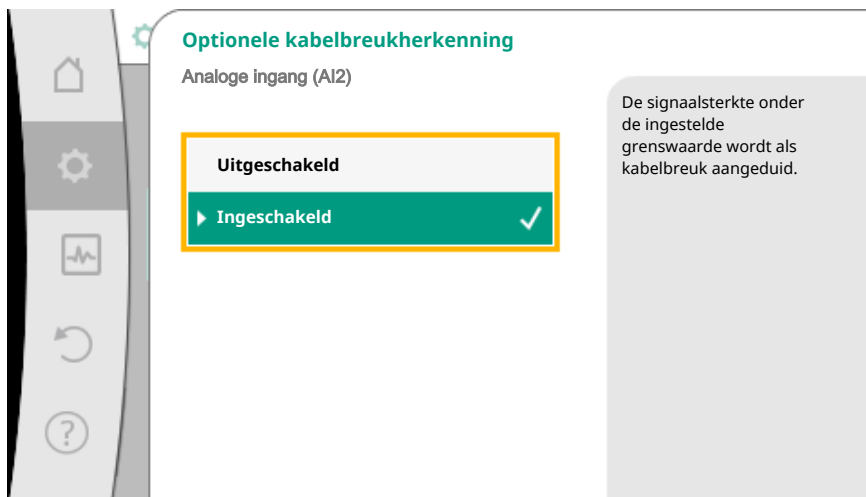 Optionele kabelbreukherkenning
Analoge ingang (AI2)
Uitgeschakeld
Ingeschakeld
De signaalsterkte onder
de ingestelde
grenswaarde wordt als
kabelbreuk aangeduid.